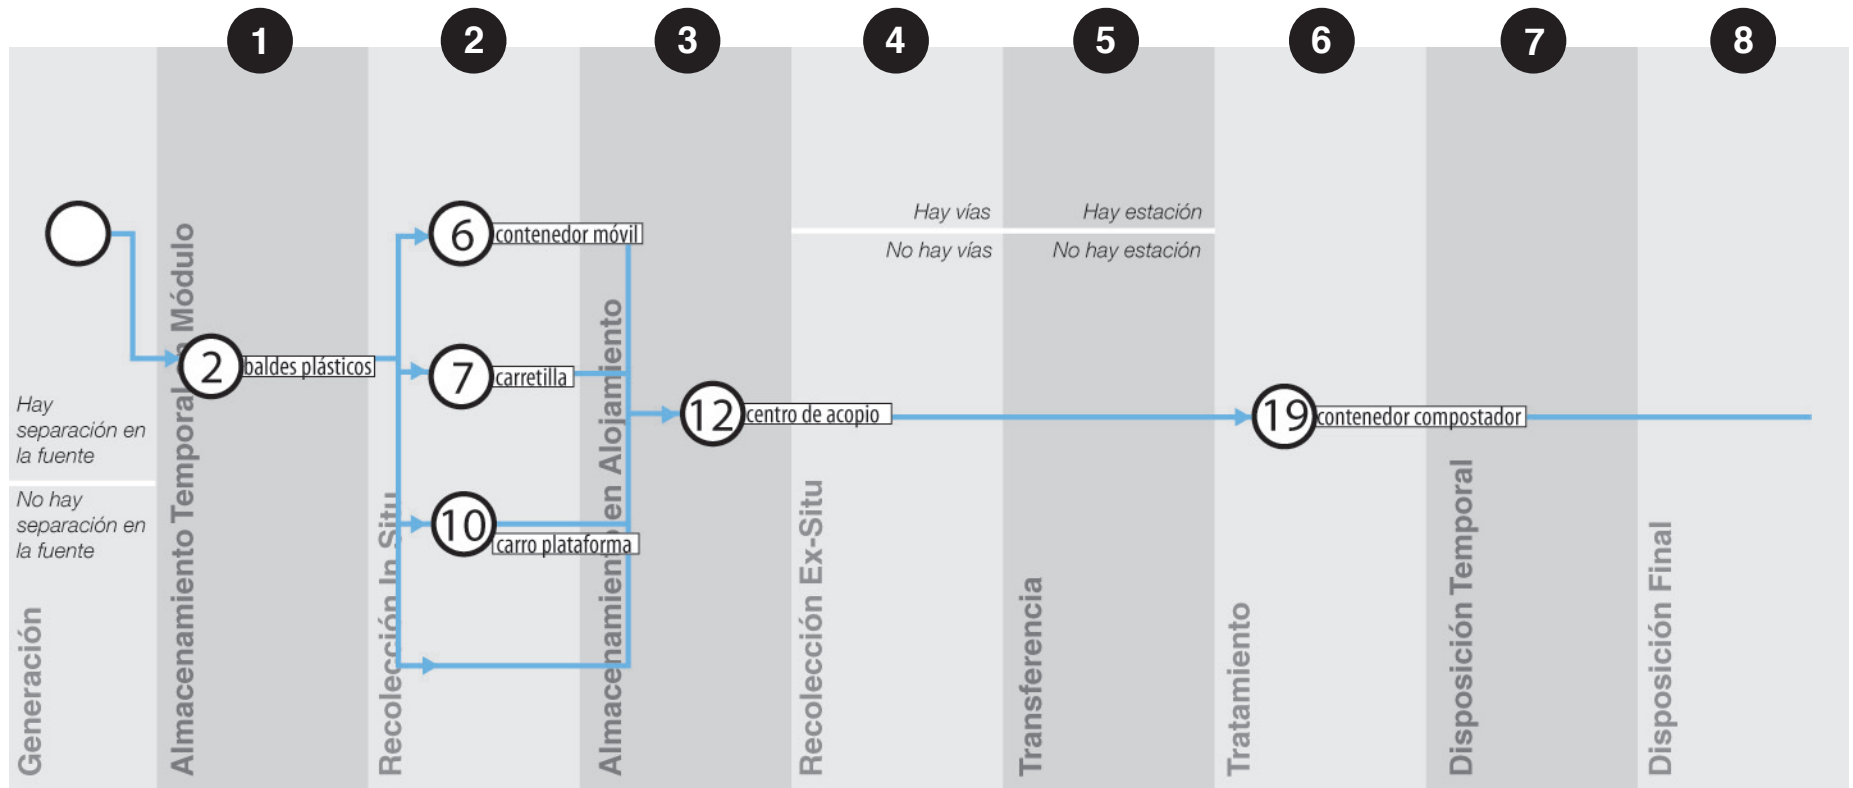 1
2
3
4
5
6
7
8
Hay
separación en
la fuente
No hay
separación en
la fuente
Generación
Almacenamiento Temporal Módulo
2
baldes plásticos
Recolección In Situ
6
contenedor móvil
7
carretilla
10
carro plataforma
Almacenamiento en Alojamiento
12
centro de acopio
Recolección Ex-Situ
Hay vías
No hay vías
Transferencia
Hay estación
No hay estación
Tratamiento
19
contenedor compostador
Disposición Temporal
Disposición Final